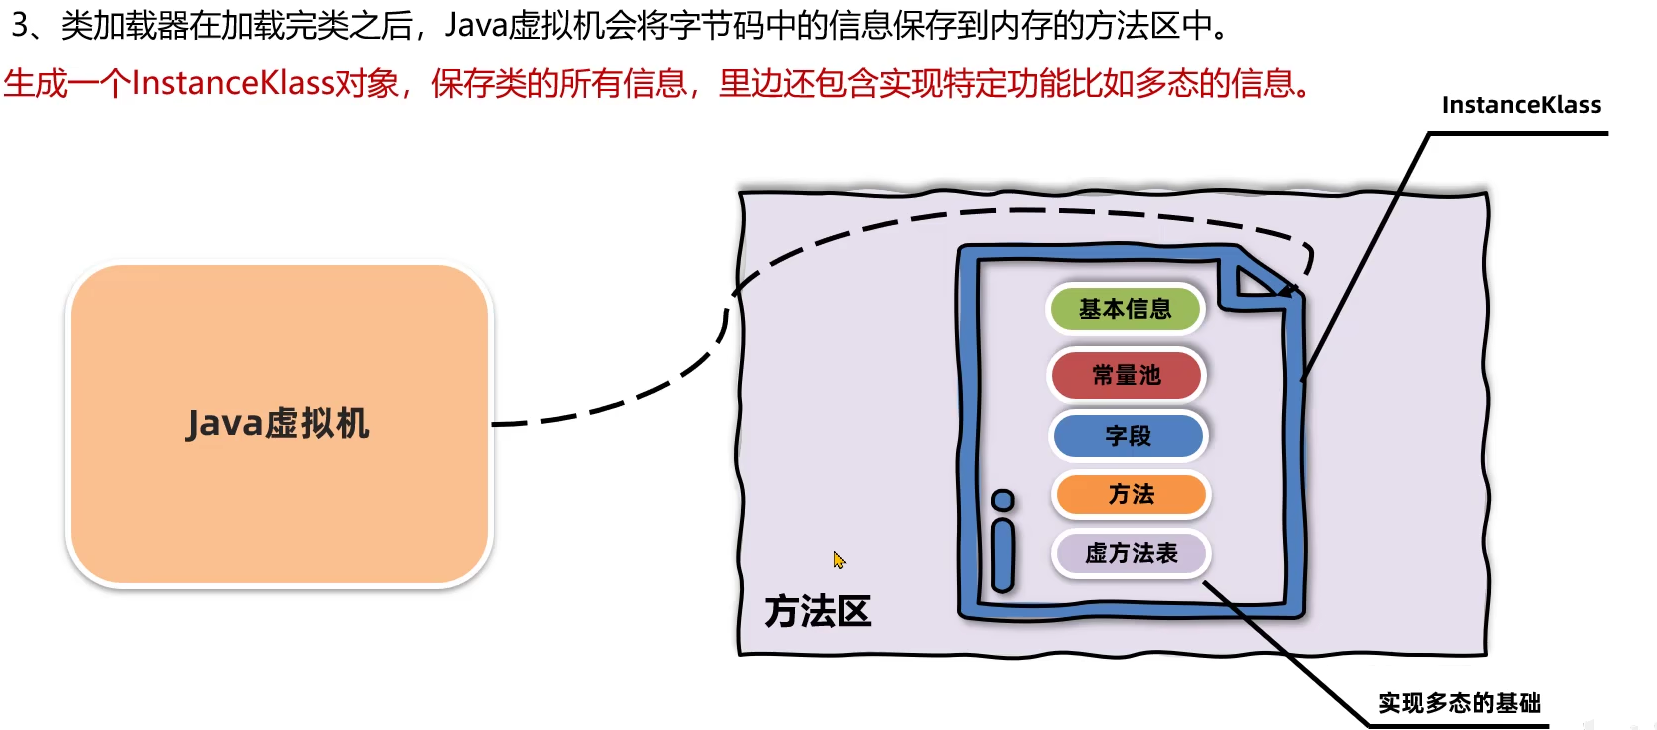 3、类加载器在加载完类之后，Java虚拟机会将字节码中的信息保存到内存的方法区中。
生成一个InstanceKlass对象，保存类的所有信息，里边还包含实现特定功能比如多态的信息。
InstanceKlass
基本信息
常量池
Java虚拟机
字段
方法
虚方法表
方法区
实现多态的基础